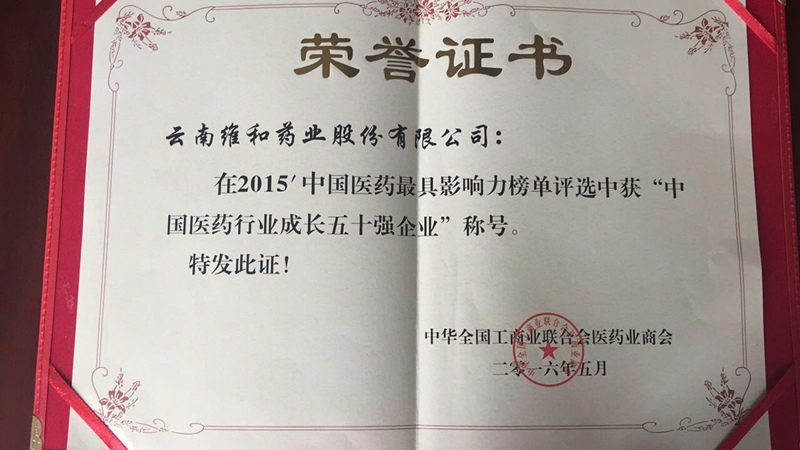 荣誉证书
云南维和药业股份有限公司：
在2015′中国医药最具影响力榜单评选中获“中
国医药行业成长五十强企业”称号。
特发此证！
中华全国工商业联合会医药业商会
二零一六年五月